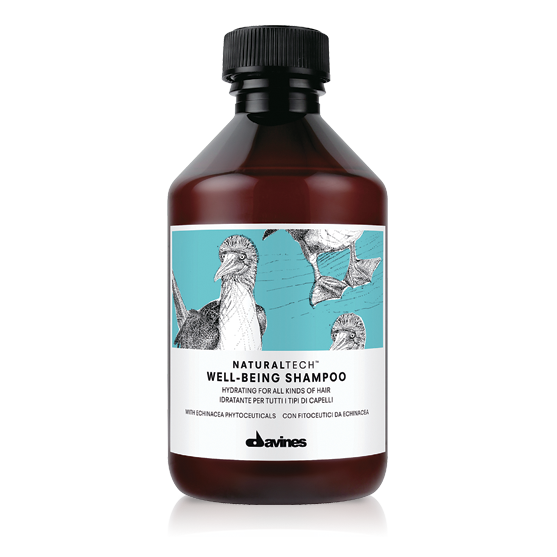 NATURALTECH™
WELL-BEING SHAMPOO
HYDRATING FOR ALL KINDS OF HAIR
IDRATANTE PER TUTTI I TIPI DI CAPELLI
WITH ECHINACEA PHYTOCEUTICALS CON FITOCEUTICI DA ECHINACEA
davines